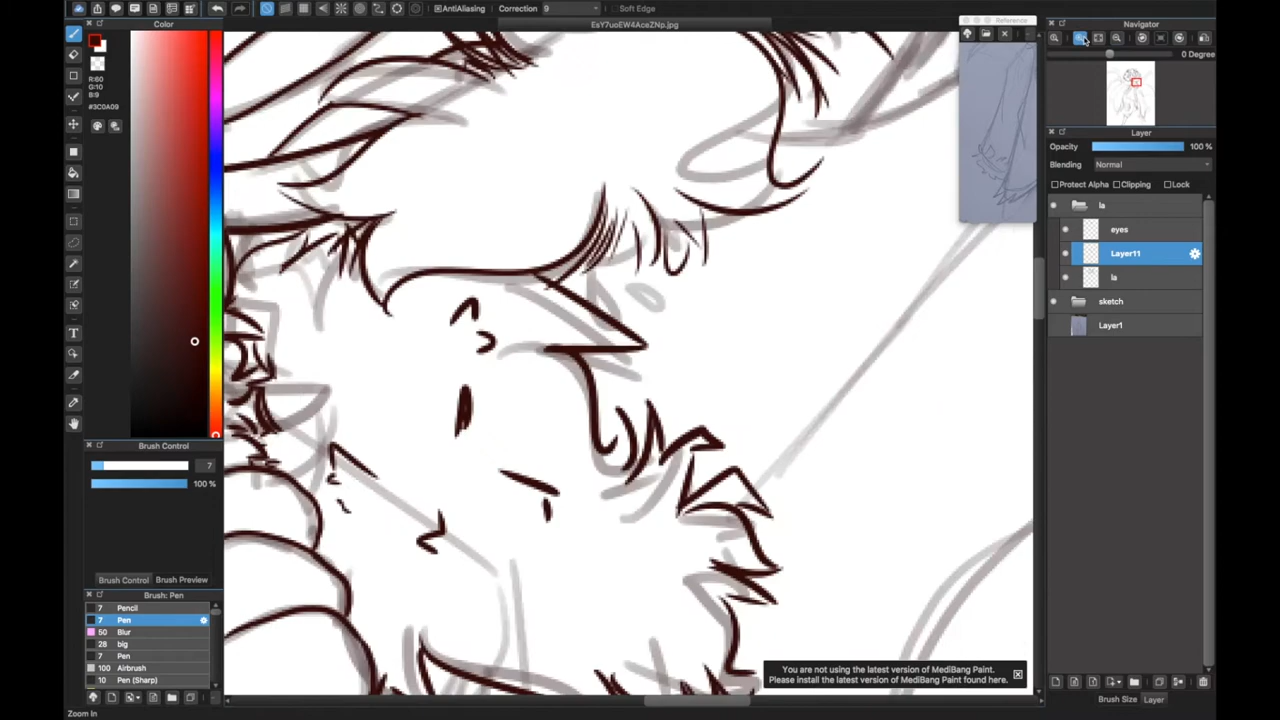 AntiAliasing
Correction
9
Soft Edge
EsY7uoEW4AceZNp.jpg
Reference
Color
R:60
G:10
B:9
#3C0A09
Brush Control
7
100 %
Brush Control
Brush Preview
Brush: Pen
7 Pencil
7 Pen
50 Blur
28 big
7 Pen
100 Airbrush
10 Pen (Sharp)
Zoom In
You are not using the latest version of MediBang Paint.
Please install the latest version of MediBang Paint found here.
Navigator
0 Degree
Layer
Opacity
100 %
Blending
Normal
Protect Alpha
Clipping
Lock
la
eyes
Layer11
la
sketch
Layer1
Brush Size
Layer